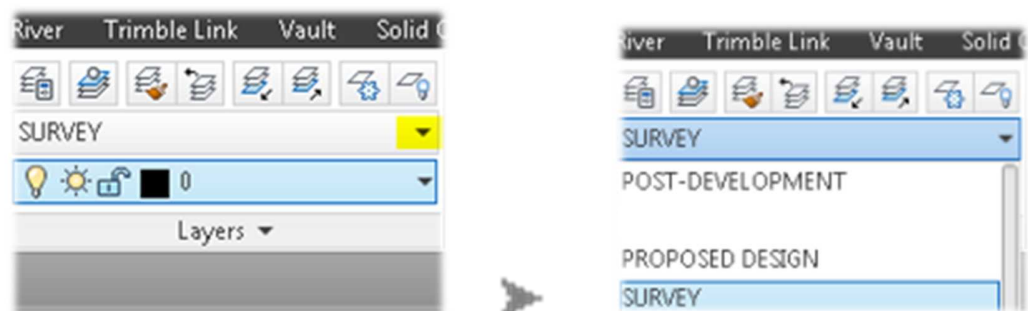 River Trimble Link Vault Solid
SURVEY
0
Layers
River Trimble Link Vault Solid
SURVEY
POST-DEVELOPMENT
PROPOSED DESIGN
SURVEY